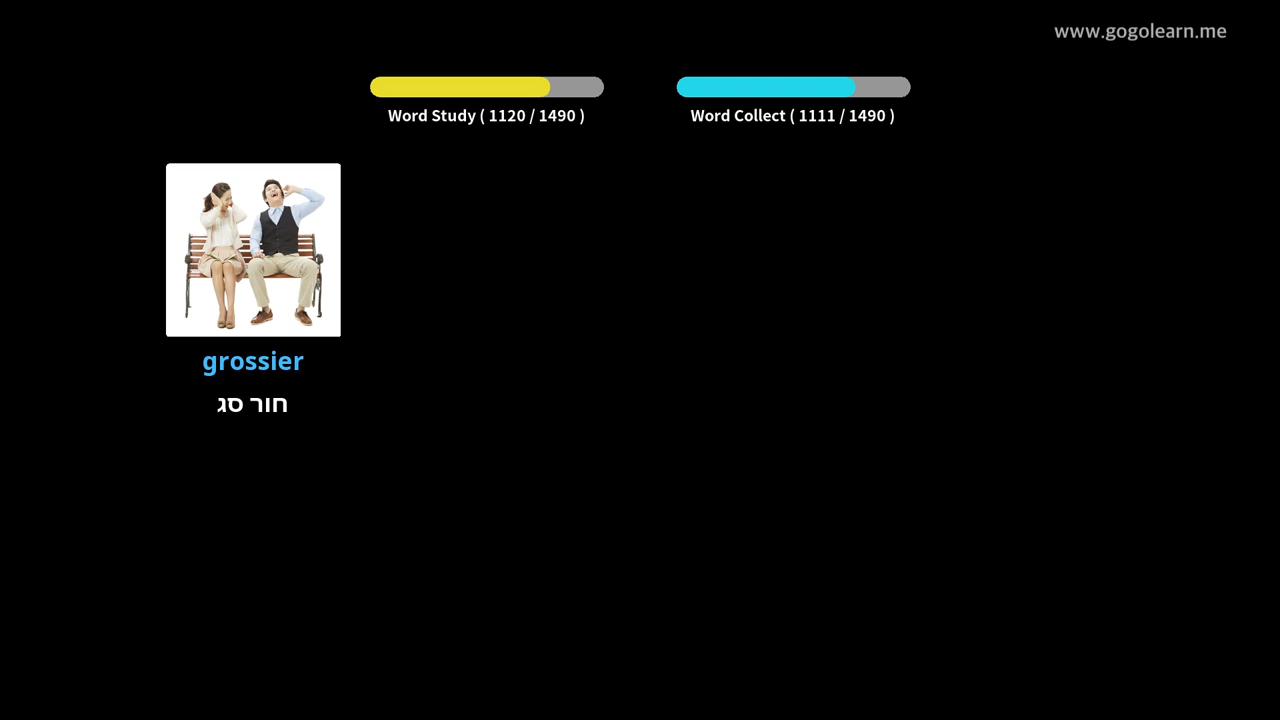 www.gogolearn.me
Word Study ( 1120 / 1490 )
Word Collect ( 1111 / 1490 )
grossier
חור סג